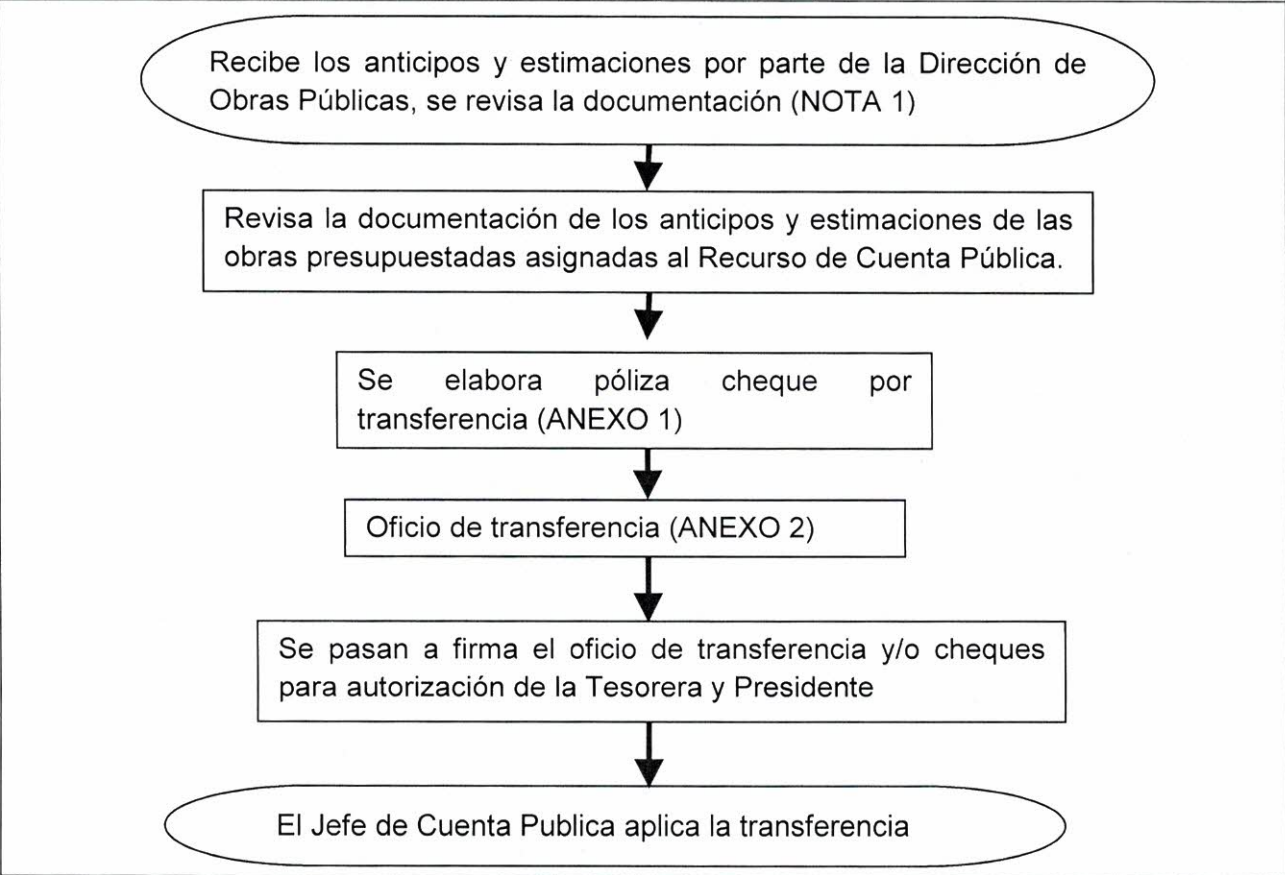 Recibe los anticipos y estimaciones por parte de la Dirección de
Obras Públicas, se revisa la documentación (NOTA 1)
Revisa la documentación de los anticipos y estimaciones de las
obras presupuestadas asignadas al Recurso de Cuenta Pública.
Se elabora póliza cheque por
transferencia (ANEXO 1)
Oficio de transferencia (ANEXO 2)
Se pasan a firma el oficio de transferencia y/o cheques
para autorización de la Tesorera y Presidente
El Jefe de Cuenta Publica aplica la transferencia